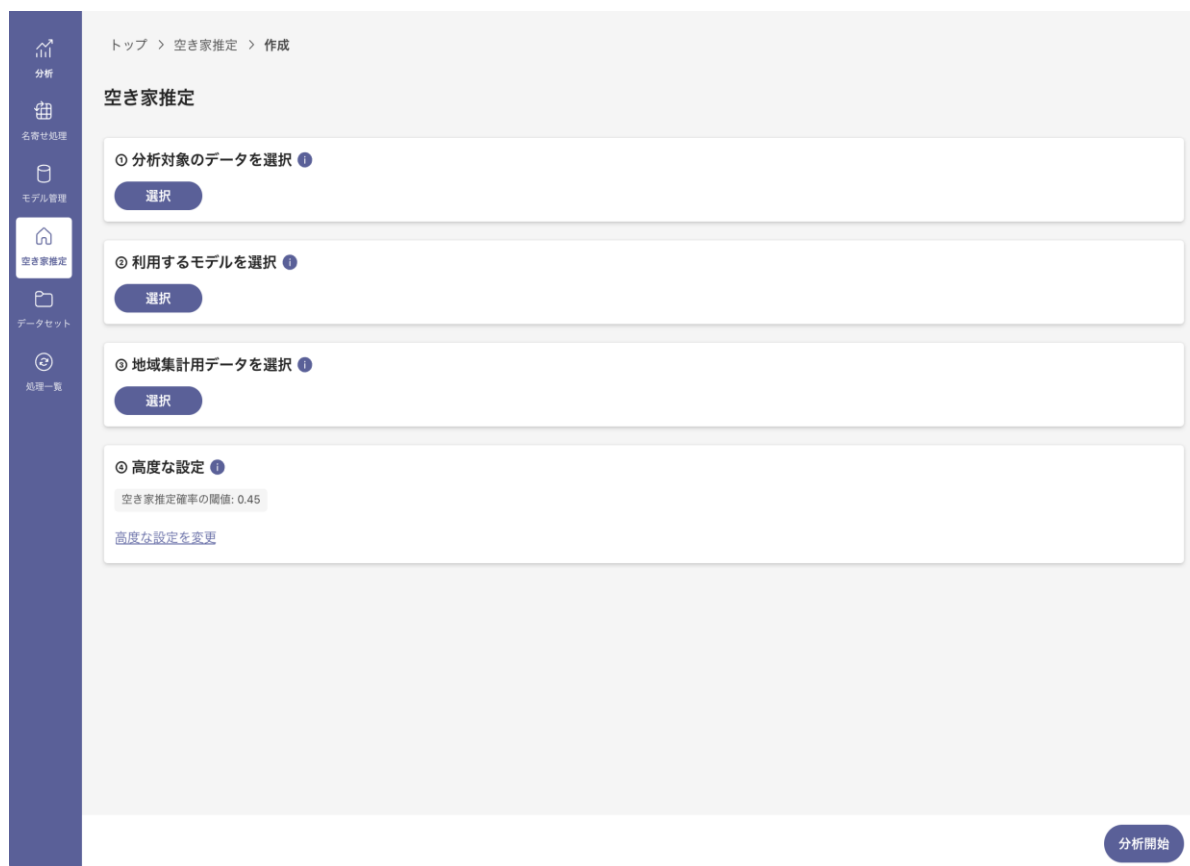 分析
名寄せ処理
モデル管理
空き家推定
データセット
処理一覧
トップ > 空き家推定 > 作成
空き家推定
① 分析対象のデータを選択
選択
② 利用するモデルを選択
選択
③ 地域集計用データを選択
選択
④ 高度な設定
空き家推定確率の閾値: 0.45
高度な設定を変更
分析開始